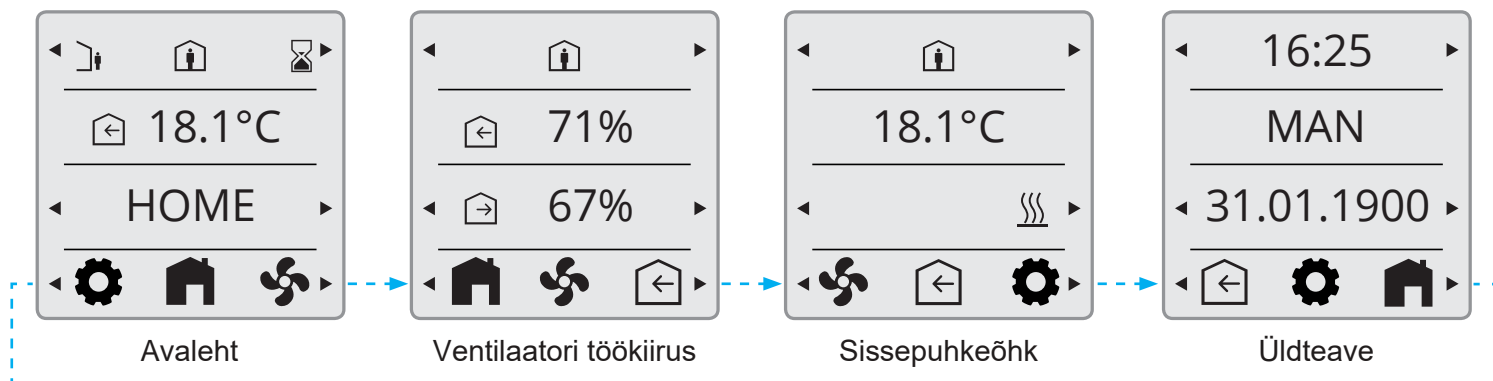 18.1°C
HOME
Avaleht
71%
67%
Ventilaatori töökiirus
18.1°C
Sissepuhkeõhk
16:25
MAN
31.01.1900
Üldteave